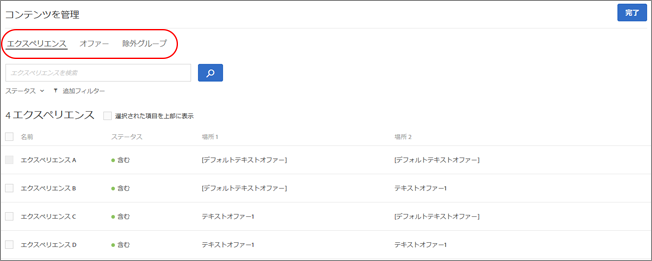 コンテンツを管理
完了
エクスペリエンス オファー 除外グループ
エクスペリエンスを検索
ステータス 追加フィルター
4 エクスペリエンス 選択された項目を上部に表示
名前 ステータス 場所 1 場所 2
エクスペリエンス A 含む [デフォルトテキストオファー] [デフォルトテキストオファー]
エクスペリエンス B 含む [デフォルトテキストオファー] テキストオファー1
エクスペリエンス C 含む テキストオファー1 [デフォルトテキストオファー]
エクスペリエンス D 含む テキストオファー1 テキストオファー1